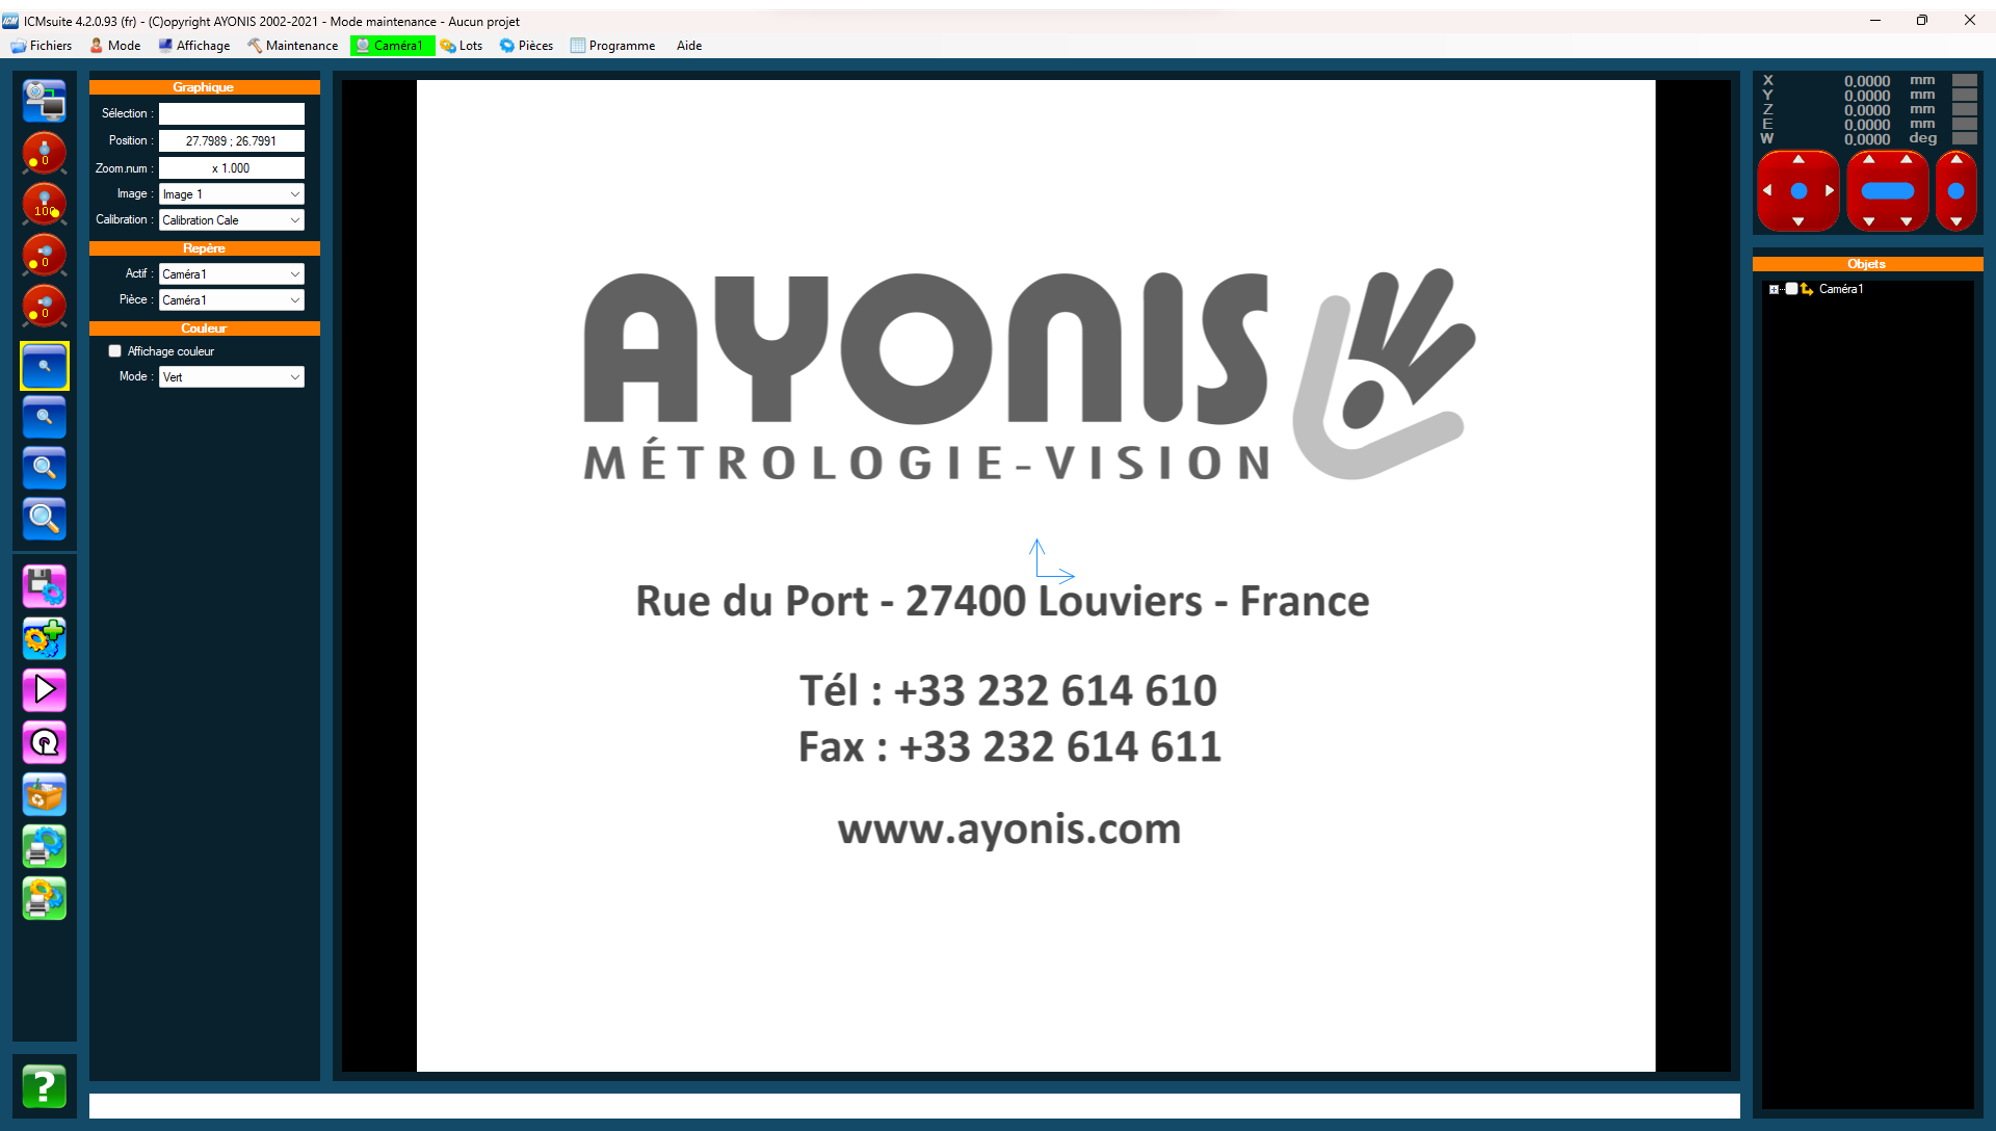 ICMsuite 4.2.0.93 (fr) - (C)opyright AYONIS 2002-2021 - Mode maintenance - Aucun projet
Fichiers Mode Affichage Maintenance Caméra1 Lots Pièces Programme Aide
Graphique
Sélection :
Position : 27.7989 ; 26.7991
Zoom.num : x 1.000
Image : Image 1
Calibration : Calibration Cale
Repère
Actif : Caméra1
Pièce : Caméra1
Couleur
Affichage couleur
Mode : Vert
0
100
0
0
AYONIS
MÉTROLOGIE-VISION
Rue du Port - 27400 Louviers - France
Tél : +33 232 614 610
Fax : +33 232 614 611
www.ayonis.com
X 0.0000 mm
Y 0.0000 mm
Z 0.0000 mm
E 0.0000 mm
W 0.0000 deg
Objets
Caméra1